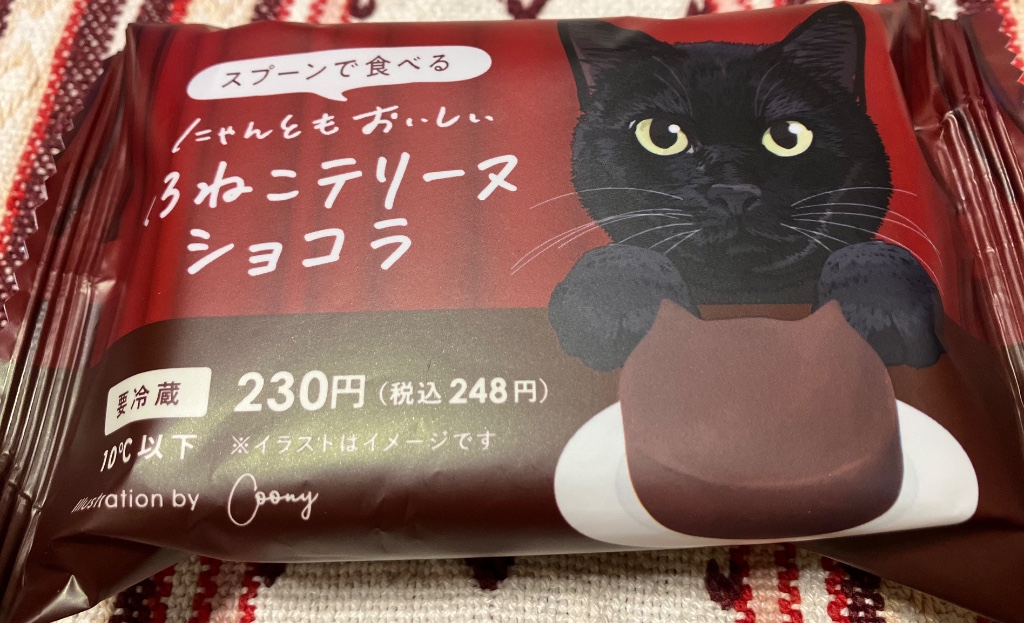 スプーンで食べる
にゃんともおいしい
ろねこテリーヌ
ショコラ
要冷蔵
230円(税込248円)
10℃以下
※イラストはイメージです
Illustration by Coony